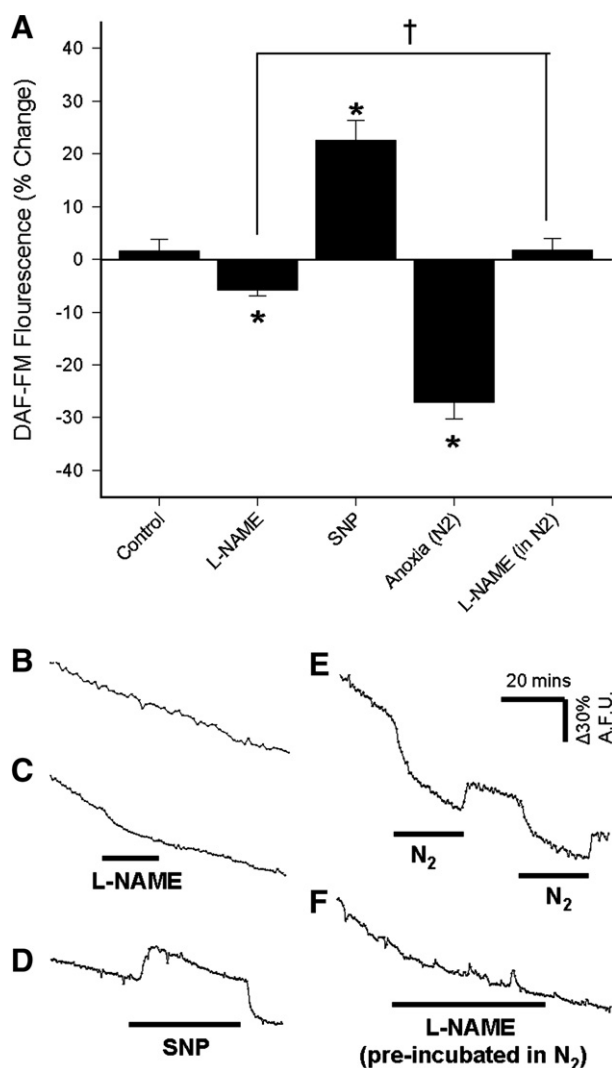 A
†
DAF-FM Flourescence (% Change)
40
30
20
10
0
-10
-20
-30
-40
*
*
*
Control
L-NAME
SNP
Anoxia (N2)
L-NAME (in N2)
B
C
L-NAME
D
SNP
E
20 mins
Δ30%
A.F.U.
N₂
N₂
F
L-NAME
(pre-incubated in N₂)